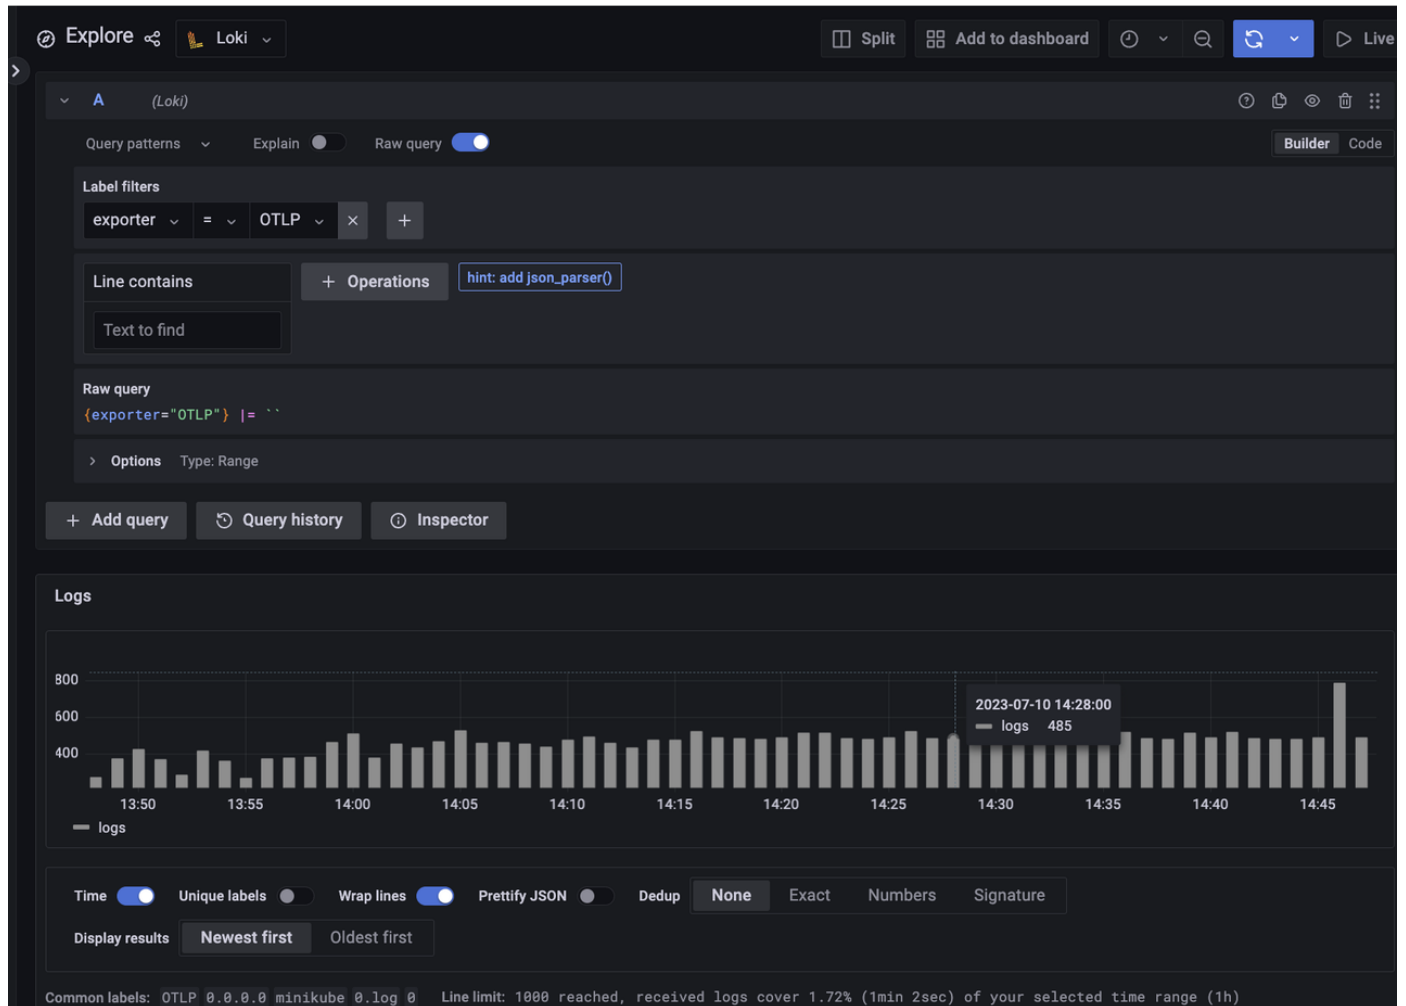 Explore Loki Split Add to dashboard Live
A (Loki)
Query patterns Explain Raw query Builder Code
Label filters
exporter = OTLP × +
Line contains + Operations hint: add json_parser()
Text to find
Raw query
{exporter="OTLP"} |= ``
> Options Type: Range
+ Add query Query history Inspector
Logs
800
600
400
2023-07-10 14:28:00
logs 485
13:50 13:55 14:00 14:05 14:10 14:15 14:20 14:25 14:30 14:35 14:40 14:45
logs
Time Unique labels Wrap lines Prettify JSON Dedup None Exact Numbers Signature
Display results Newest first Oldest first
Common labels: OTLP 0.0.0.0 minikube 0.log 0 Line limit: 1000 reached, received logs cover 1.72% (1min 2sec) of your selected time range (1h)